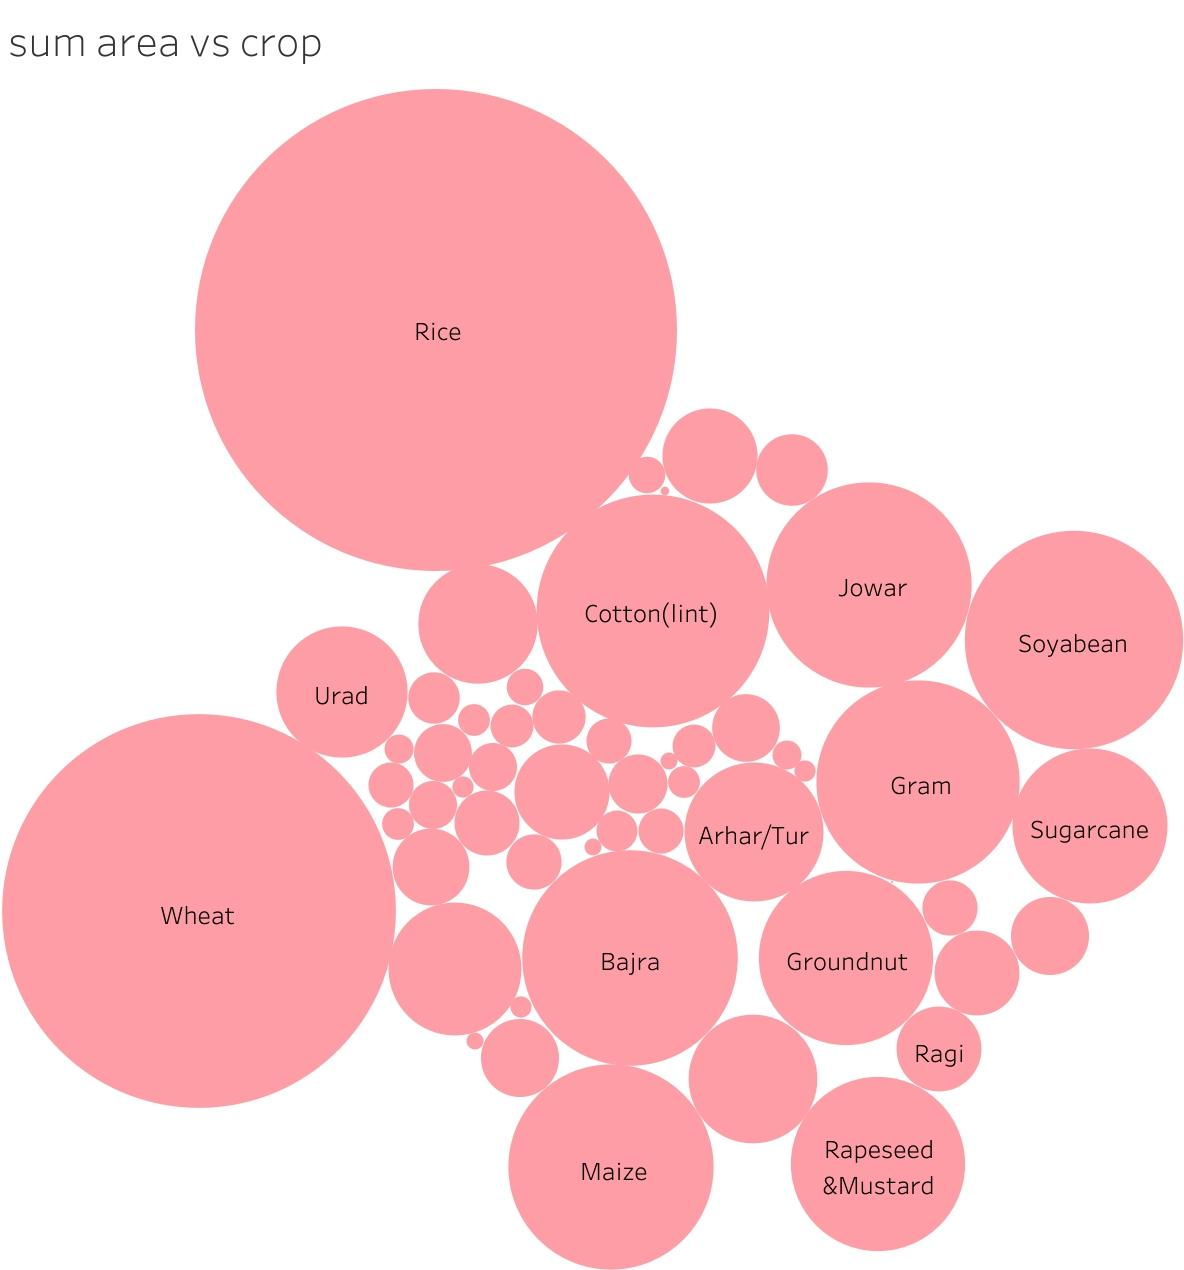 sum area vs crop
Rice
Jowar
Cotton(lint)
Soyabean
Urad
Gram
Sugarcane
Arhar/Tur
Wheat
Bajra
Groundnut
Ragi
Rapeseed
&Mustard
Maize